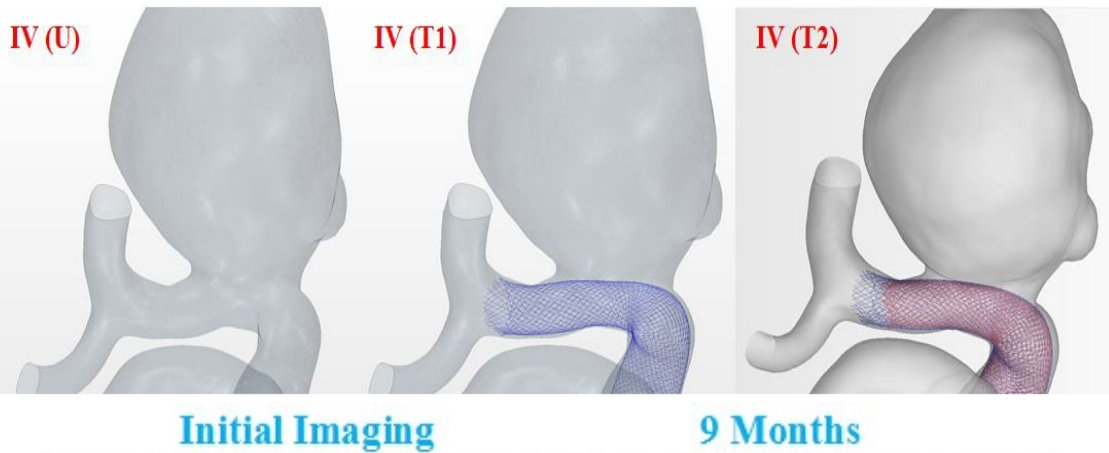 IV (U)
IV (T1)
IV (T2)
Initial Imaging
9 Months